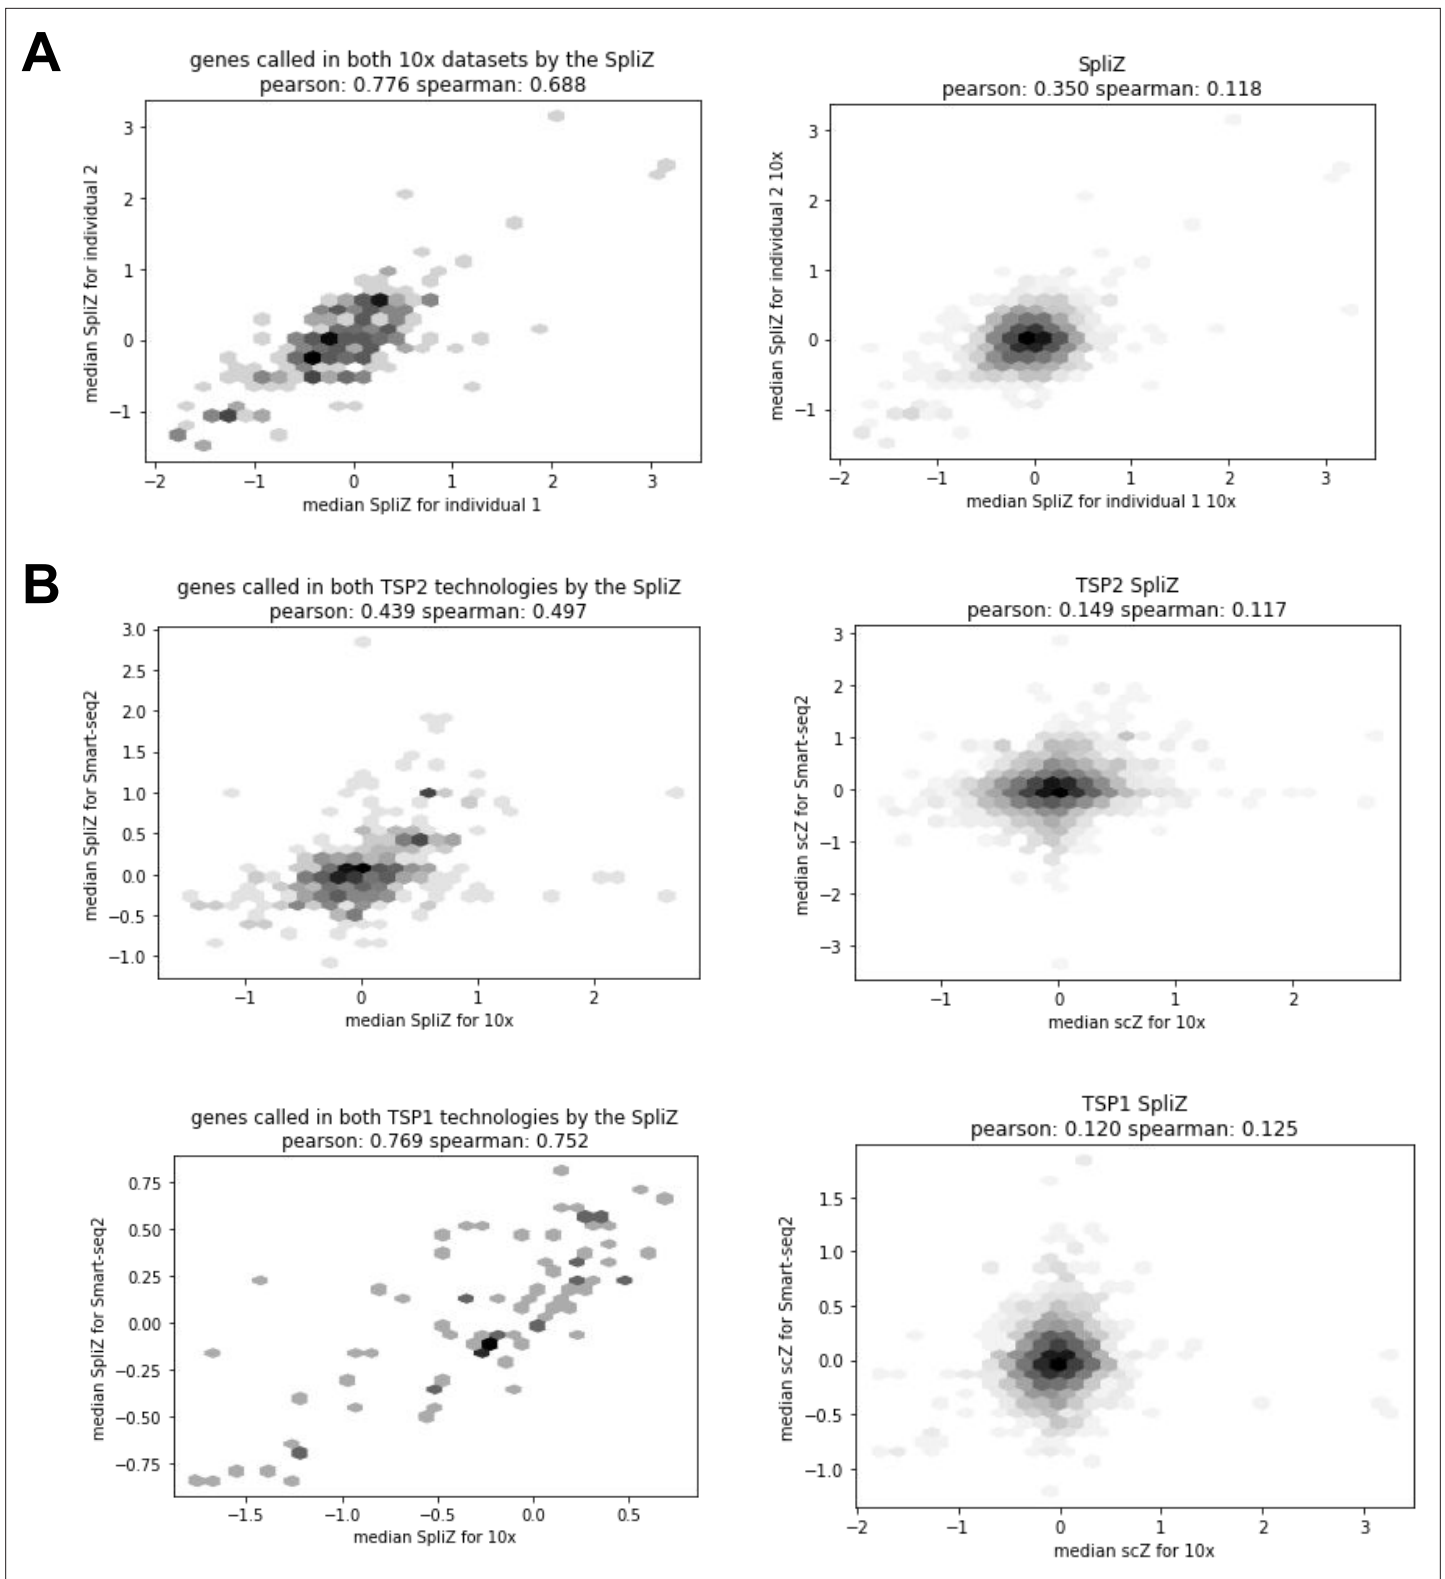 A
genes called in both 10x datasets by the SpliZ
pearson: 0.776 spearman: 0.688
median SpliZ for individual 2
3
2
1
0
−1
−2
−1
0
1
2
3
median SpliZ for individual 1
SpliZ
pearson: 0.350 spearman: 0.118
median SpliZ for individual 2 10x
3
2
1
0
−1
−2
−1
0
1
2
3
median SpliZ for individual 1 10x
B
genes called in both TSP2 technologies by the SpliZ
pearson: 0.439 spearman: 0.497
median SpliZ for Smart-seq2
3.0
2.5
2.0
1.5
1.0
0.5
0.0
−0.5
−1.0
−1
0
1
2
median SpliZ for 10x
TSP2 SpliZ
pearson: 0.149 spearman: 0.117
median scZ for Smart-seq2
3
2
1
0
−1
−2
−3
−1
0
1
2
median scZ for 10x
genes called in both TSP1 technologies by the SpliZ
pearson: 0.769 spearman: 0.752
median SpliZ for Smart-seq2
0.75
0.50
0.25
0.00
−0.25
−0.50
−0.75
−1.5
−1.0
−0.5
0.0
0.5
median SpliZ for 10x
TSP1 SpliZ
pearson: 0.120 spearman: 0.125
median scZ for Smart-seq2
1.5
1.0
0.5
0.0
−0.5
−1.0
−2
−1
0
1
2
3
median scZ for 10x